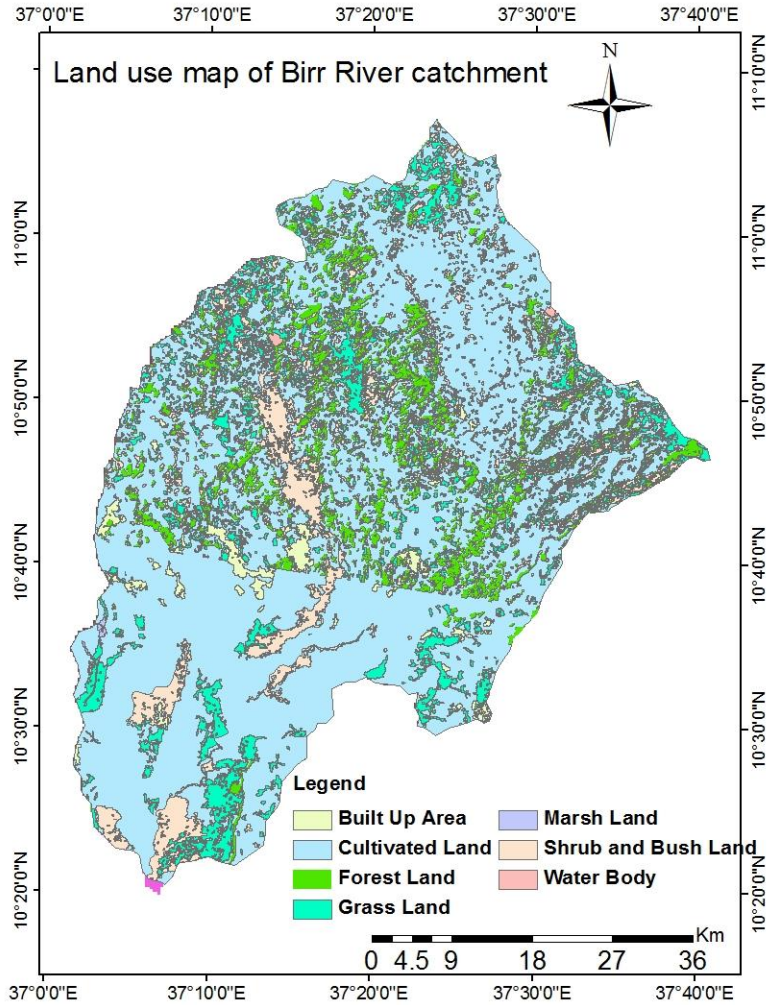 37°0'0"E 37°10'0"E 37°20'0"E 37°30'0"E 37°40'0"E
Land use map of Birr River catchment
N
11°10'0"N
11°0'0"N 11°0'0"N
10°50'0"N 10°50'0"N
10°40'0"N 10°40'0"N
10°30'0"N 10°30'0"N
Legend
Built Up Area Marsh Land
Cultivated Land Shrub and Bush Land
Forest Land Water Body
Grass Land
10°20'0"N 10°20'0"N
Km
0 4.5 9 18 27 36
37°0'0"E 37°10'0"E 37°20'0"E 37°30'0"E 37°40'0"E